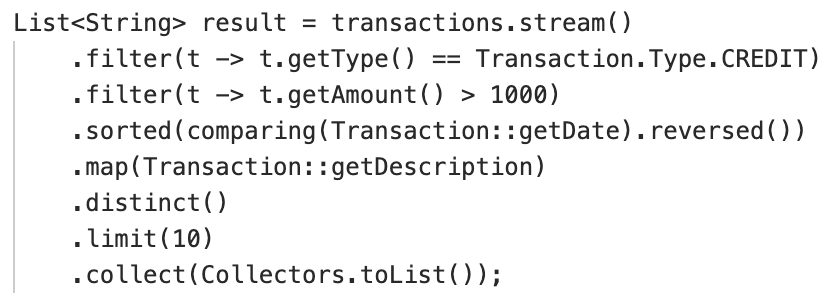 List<String> result = transactions.stream()
.filter(t -> t.getType() == Transaction.Type.CREDIT)
.filter(t -> t.getAmount() > 1000)
.sorted(comparing(Transaction::getDate).reversed())
.map(Transaction::getDescription)
.distinct()
.limit(10)
.collect(Collectors.toList());